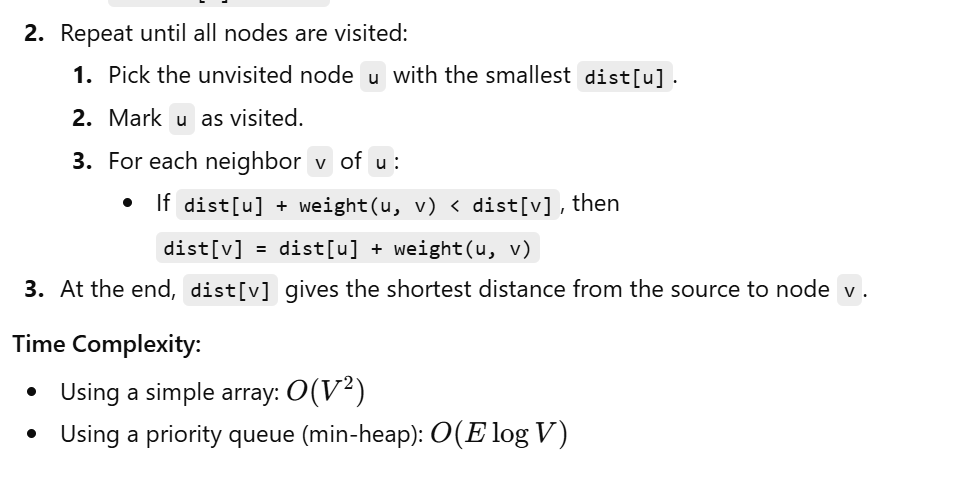 2. Repeat until all nodes are visited:
1. Pick the unvisited node u with the smallest dist[u].
2. Mark u as visited.
3. For each neighbor v of u:
• If dist[u] + weight(u, v) < dist[v], then
dist[v] = dist[u] + weight(u, v)
3. At the end, dist[v] gives the shortest distance from the source to node v.
Time Complexity:
• Using a simple array: O(V²)
• Using a priority queue (min-heap): O(E log V)